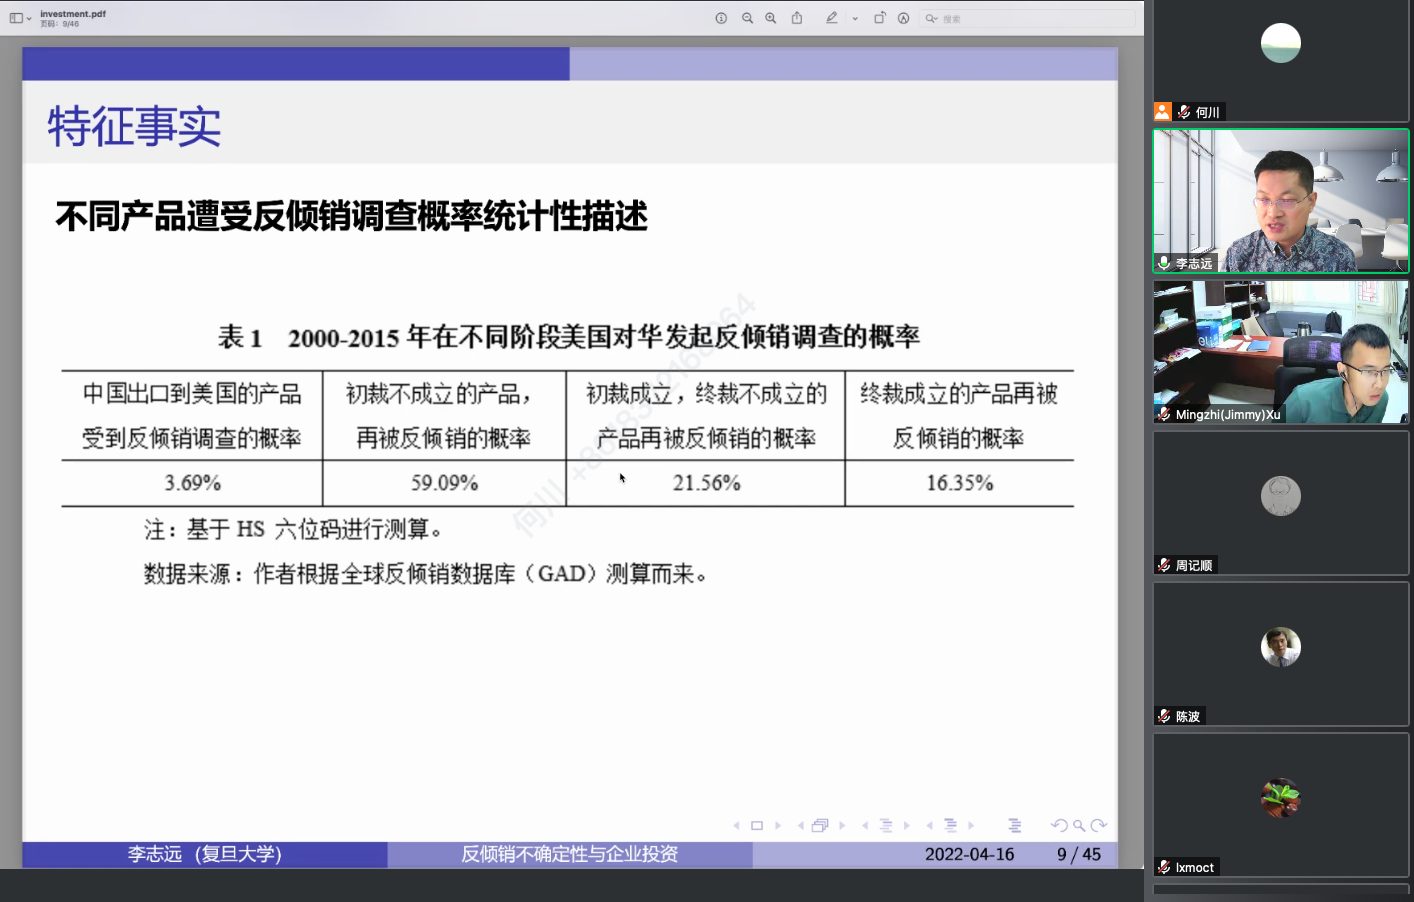 investment.pdf
页码：9/46
搜索
特征事实
不同产品遭受反倾销调查概率统计性描述
表 1 2000-2015 年在不同阶段美国对华发起反倾销调查的概率
中国出口到美国的产品
受到反倾销调查的概率
初裁不成立的产品，
再被反倾销的概率
初裁成立，终裁不成立的
产品再被反倾销的概率
终裁成立的产品再被
反倾销的概率
3.69%
59.09%
21.56%
16.35%
注：基于 HS 六位码进行测算。
数据来源：作者根据全球反倾销数据库（GAD）测算而来。
李志远 (复旦大学)
反倾销不确定性与企业投资
2022-04-16
9 / 45
何川
李志远
Mingzhi(Jimmy)Xu
周记顺
陈波
lxmoct